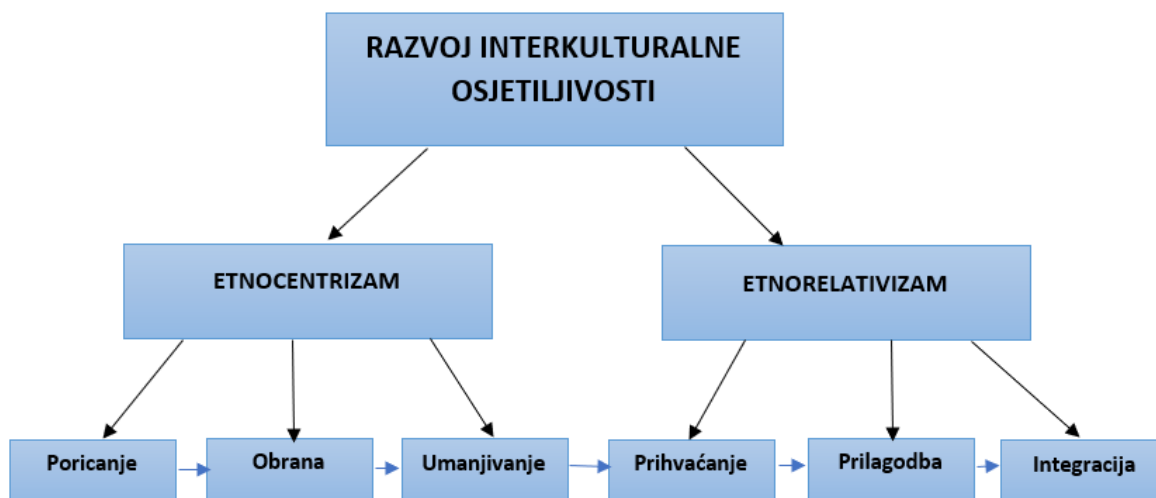 RAZVOJ INTERKULTURALNE
OSJETILJIVOSTI
ETNOCENTRIZAM
ETNORELATIVIZAM
Poricanje
Obrana
Umanjivanje
Prihvaćanje
Prilagodba
Integracija